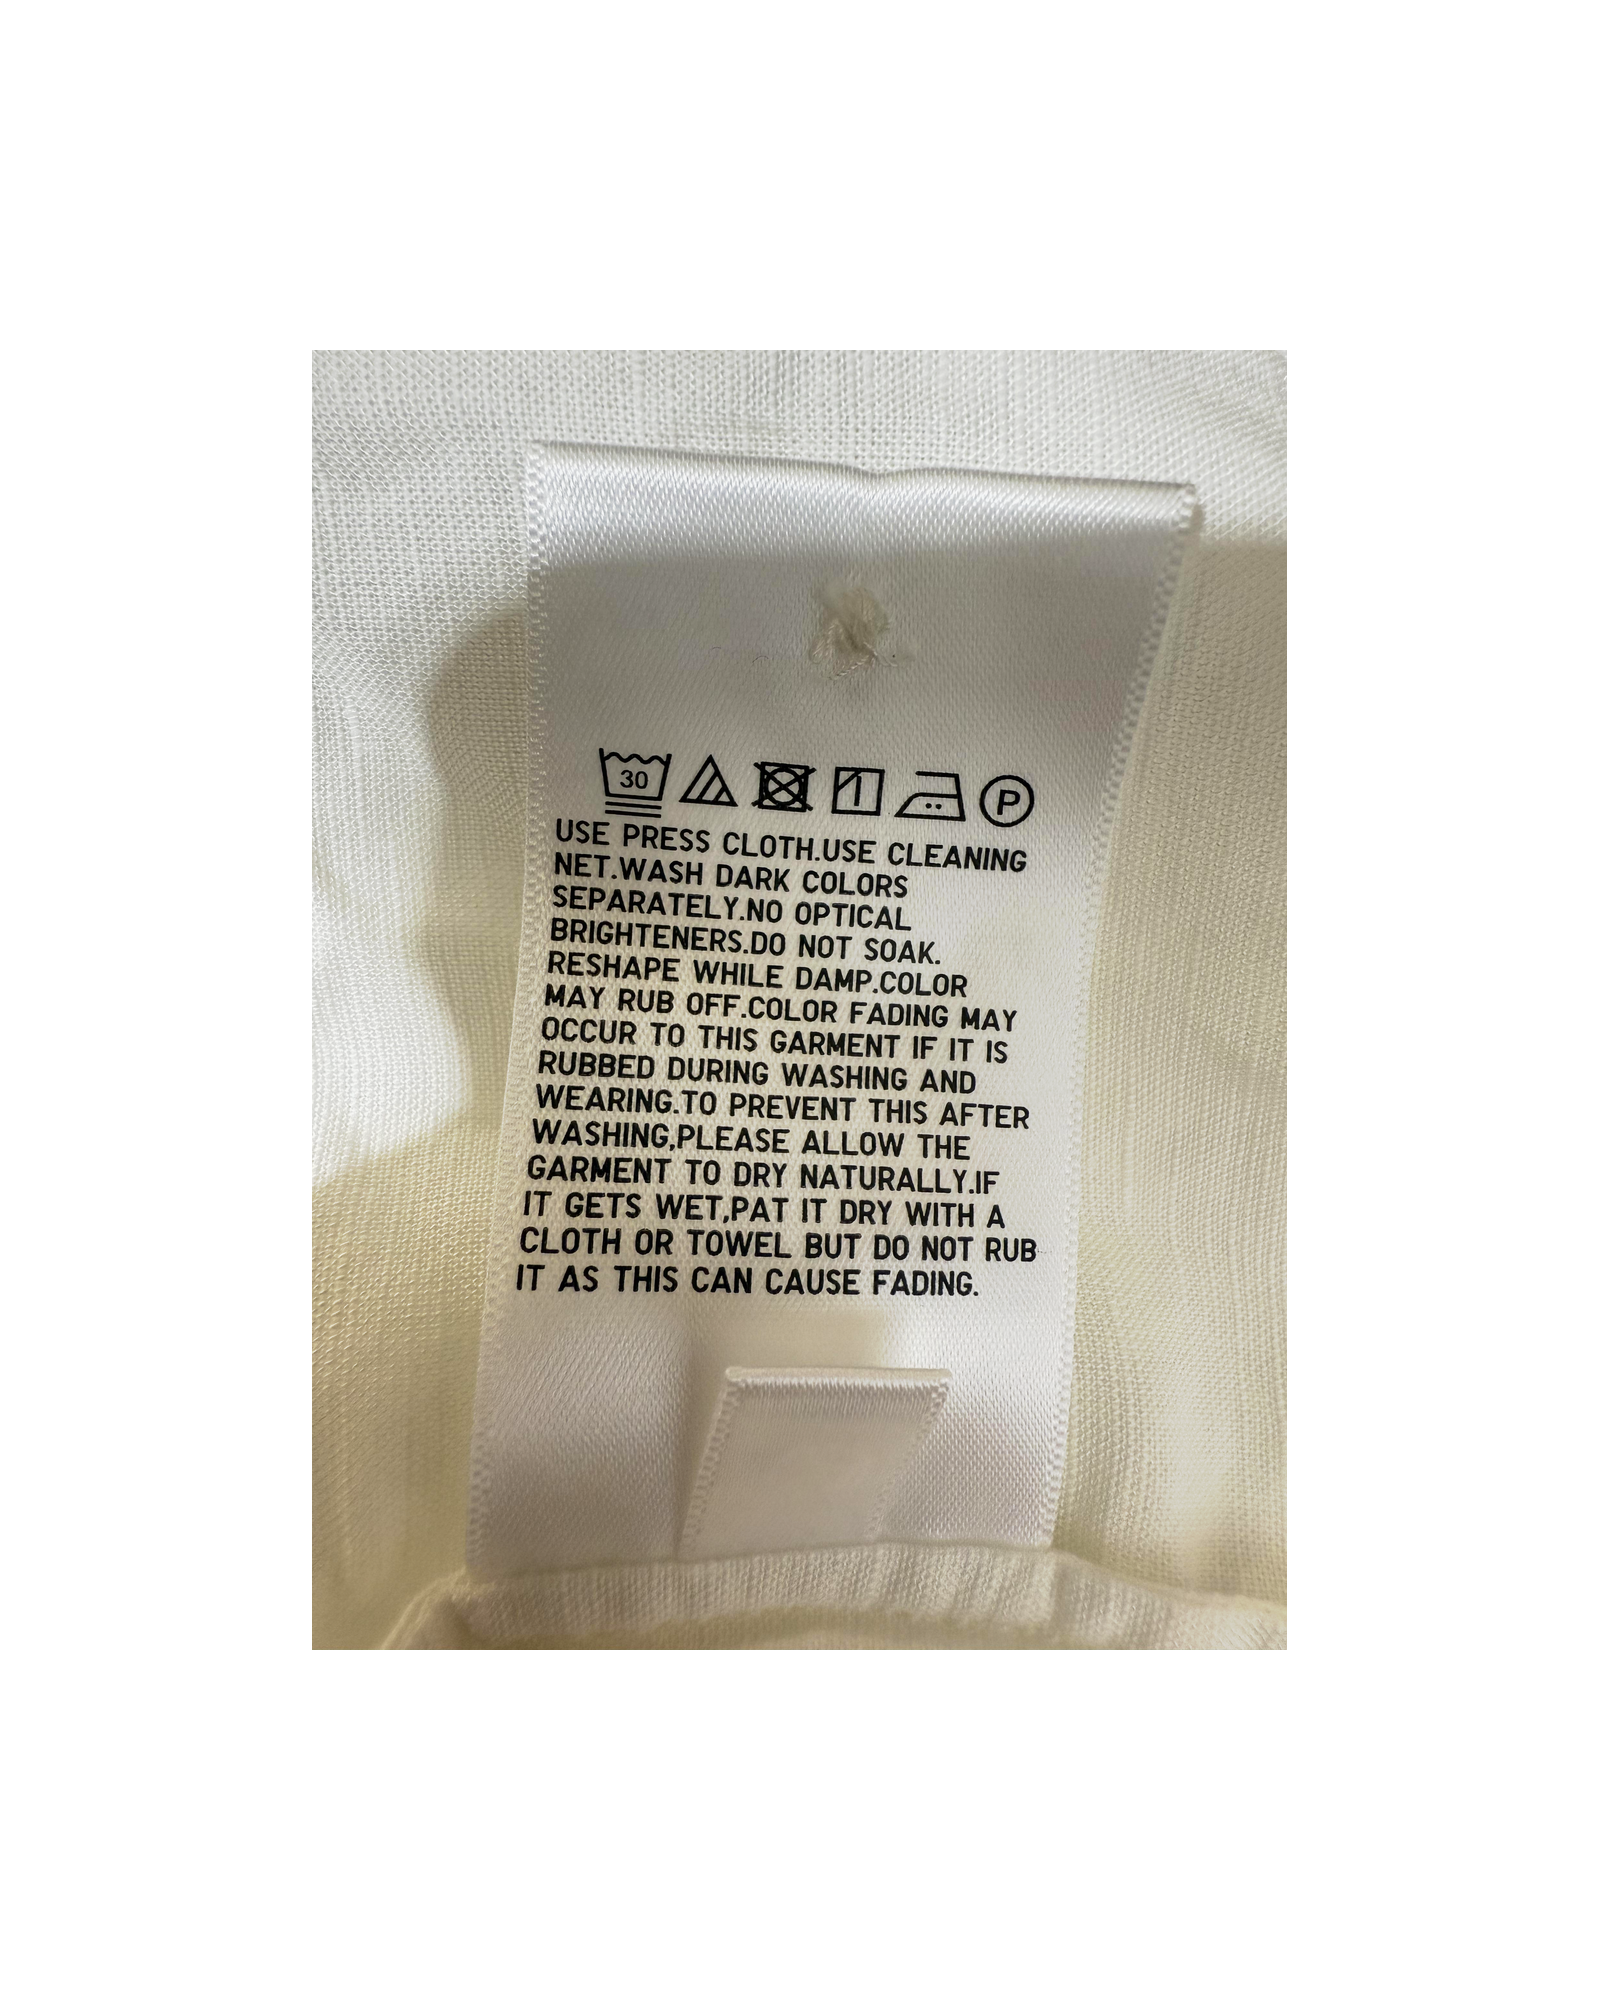 30 P
USE PRESS CLOTH.USE CLEANING
NET.WASH DARK COLORS
SEPARATELY.NO OPTICAL
BRIGHTENERS.DO NOT SOAK.
RESHAPE WHILE DAMP.COLOR
MAY RUB OFF.COLOR FADING MAY
OCCUR TO THIS GARMENT IF IT IS
RUBBED DURING WASHING AND
WEARING.TO PREVENT THIS AFTER
WASHING,PLEASE ALLOW THE
GARMENT TO DRY NATURALLY.IF
IT GETS WET,PAT IT DRY WITH A
CLOTH OR TOWEL BUT DO NOT RUB
IT AS THIS CAN CAUSE FADING.